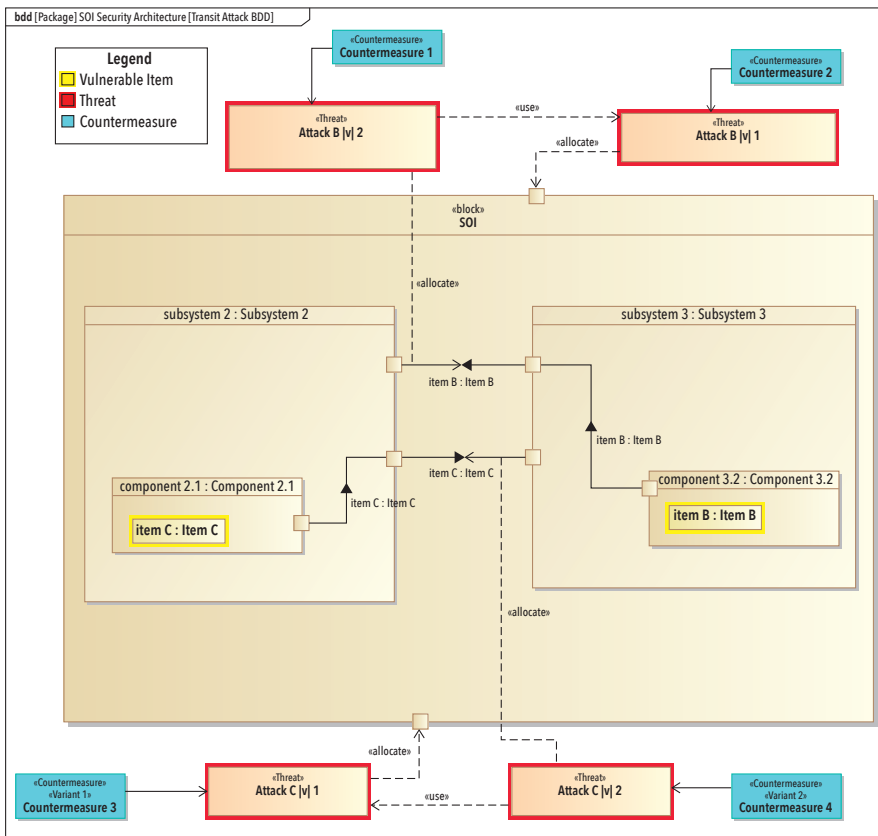 bdd [Package] SOI Security Architecture [Transit Attack BDD]
Legend
Vulnerable Item
Threat
Countermeasure
«Countermeasure»
Countermeasure 1
«Countermeasure»
Countermeasure 2
«Threat»
Attack B |v| 2
«use»
«Threat»
Attack B |v| 1
«allocate»
«block»
SOI
«allocate»
subsystem 2 : Subsystem 2
subsystem 3 : Subsystem 3
item B : Item B
item B : Item B
item C : Item C
component 2.1 : Component 2.1
item C : Item C
item C : Item C
component 3.2 : Component 3.2
item B : Item B
«allocate»
«allocate»
«Countermeasure»
«Variant 1»
Countermeasure 3
«Threat»
Attack C |v| 1
«use»
«Threat»
Attack C |v| 2
«Countermeasure»
«Variant 2»
Countermeasure 4